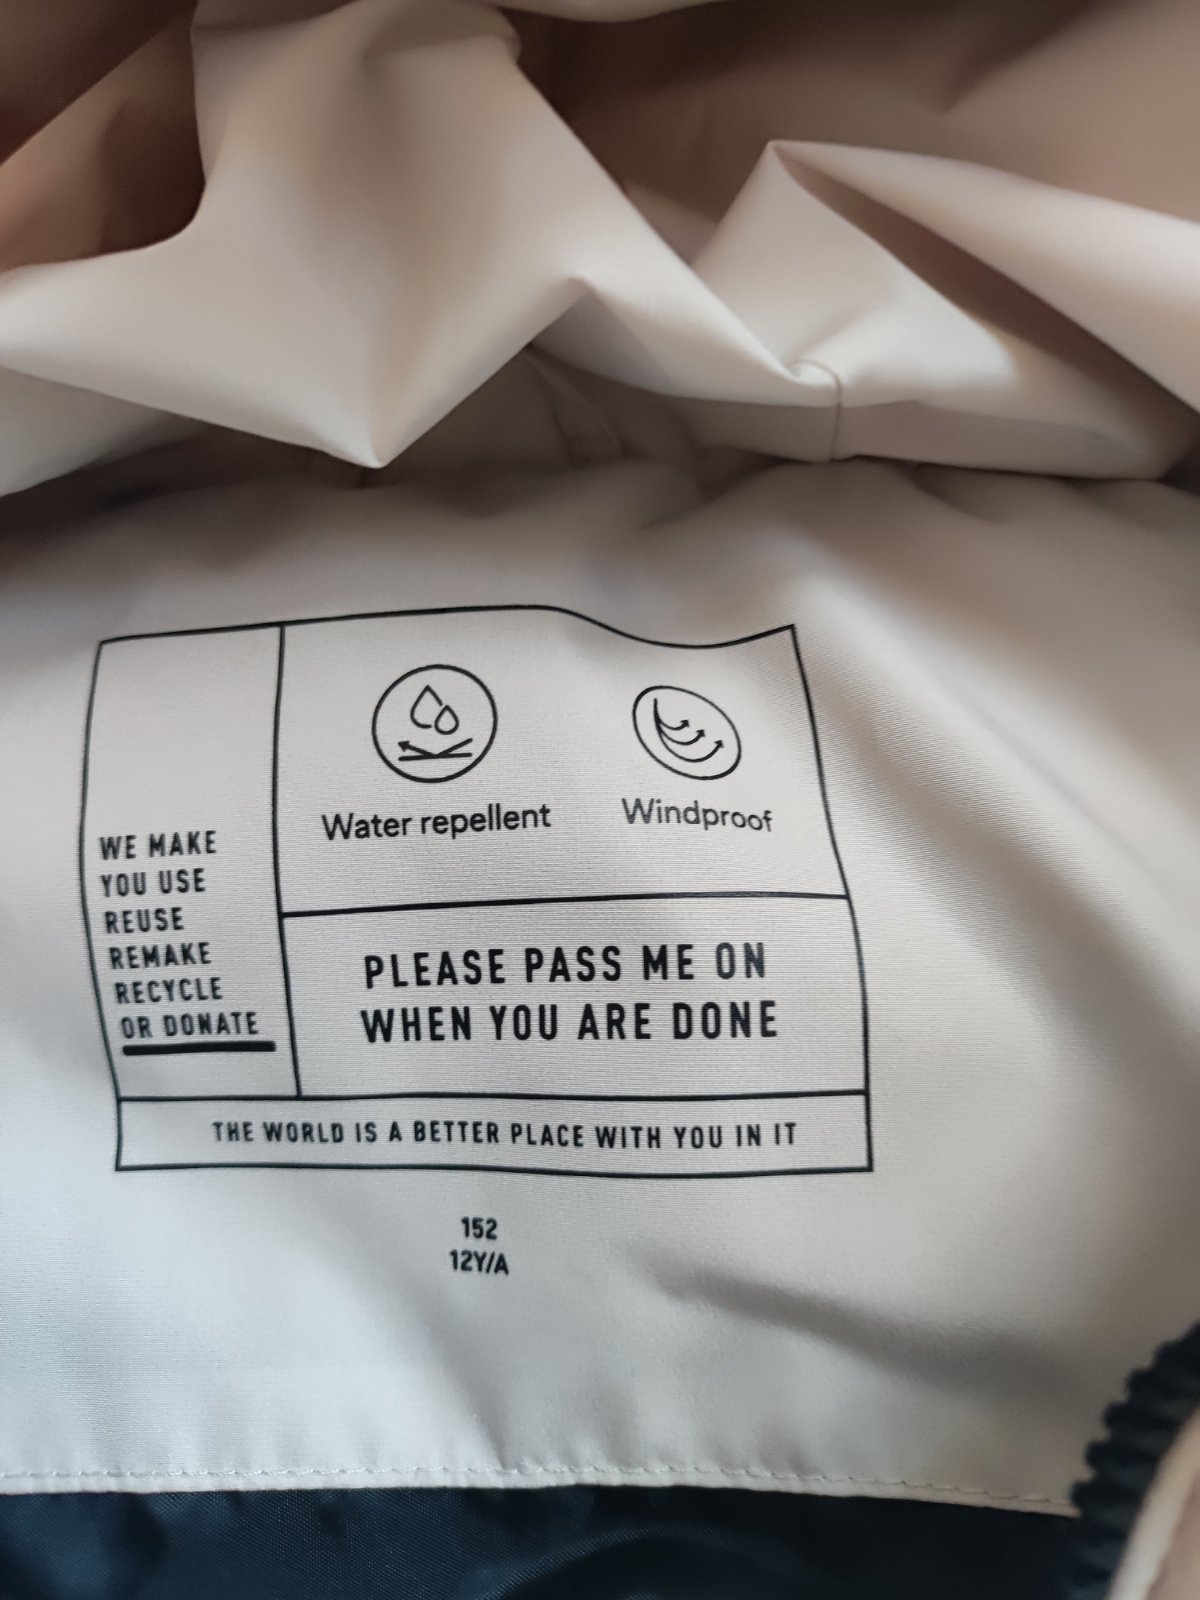 Water repellent
Windproof
WE MAKE
YOU USE
REUSE
REMAKE
RECYCLE
OR DONATE
PLEASE PASS ME ON
WHEN YOU ARE DONE
THE WORLD IS A BETTER PLACE WITH YOU IN IT
152
12Y/A